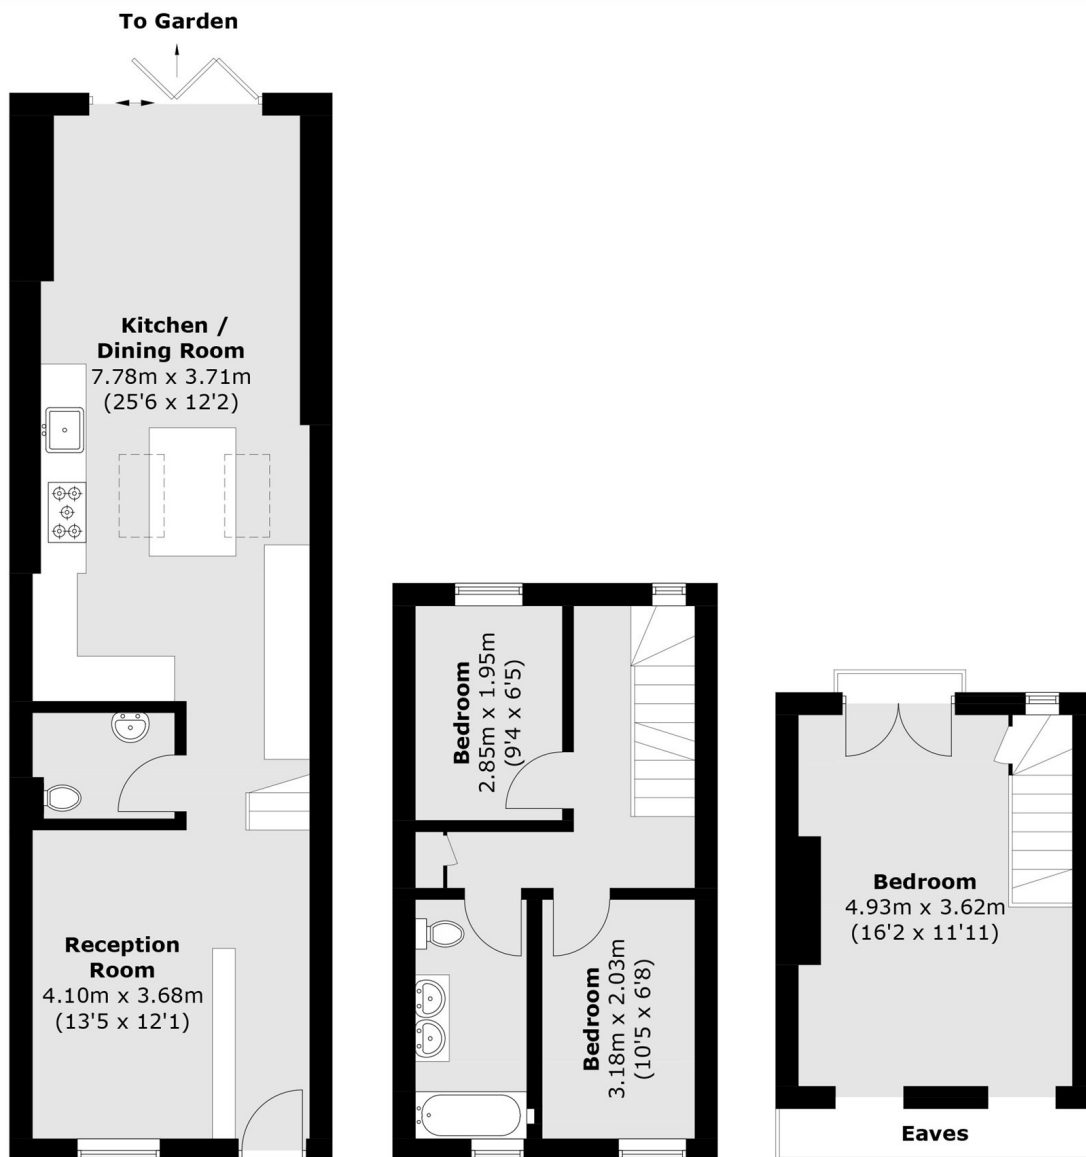 To Garden
Kitchen /
Dining Room
7.78m x 3.71m
(25'6 x 12'2)
Reception
Room
4.10m x 3.68m
(13'5 x 12'1)
Bedroom
2.85m x 1.95m
(9'4 x 6'5)
Bedroom
3.18m x 2.03m
(10'5 x 6'8)
Bedroom
4.93m x 3.62m
(16'2 x 11'11)
Eaves